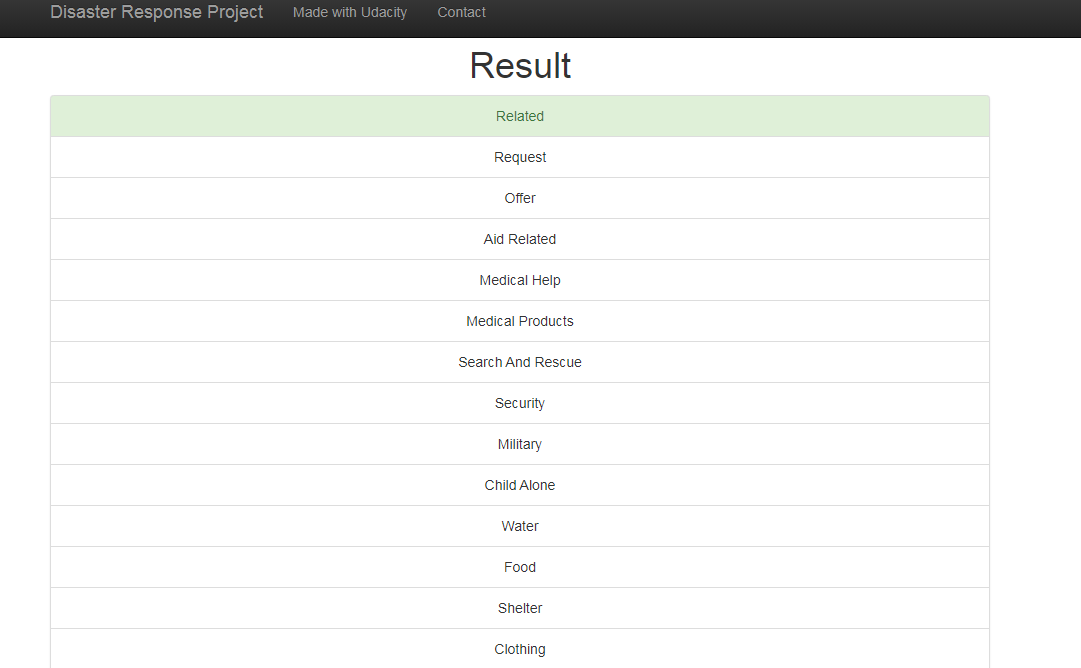 Disaster Response Project Made with Udacity Contact
Result
Related
Request
Offer
Aid Related
Medical Help
Medical Products
Search And Rescue
Security
Military
Child Alone
Water
Food
Shelter
Clothing